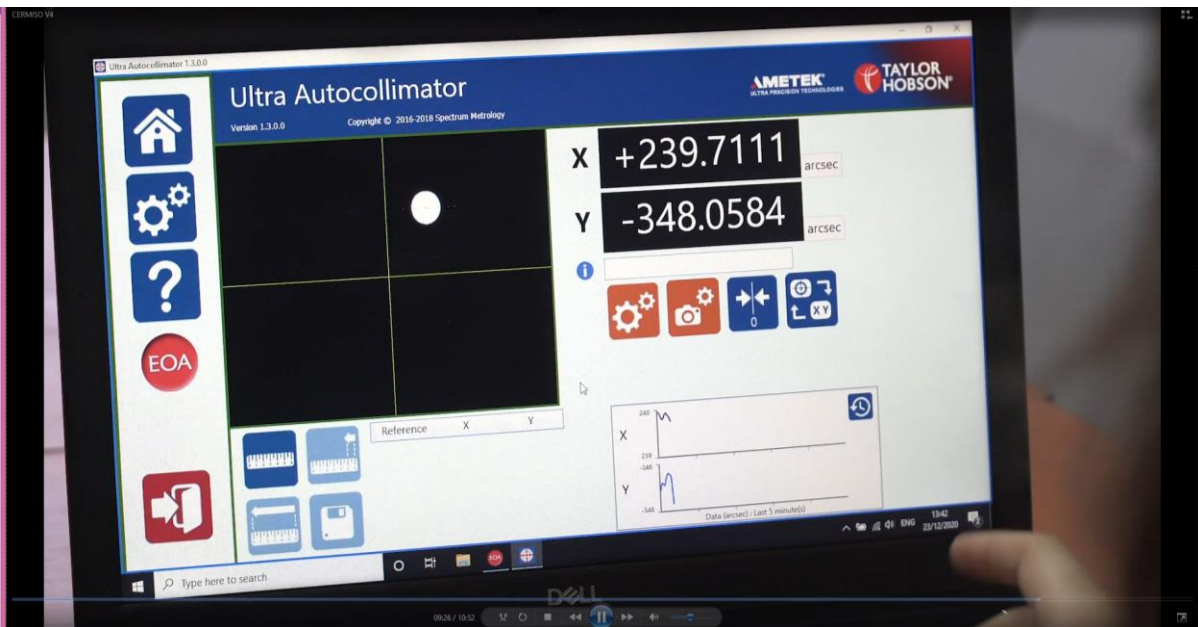 CERMISO V4
Ultra Autocollimator 1.3.0.0
Ultra Autocollimator
Version 1.3.0.0
Copyright © 2016-2018 Spectrum Metrology
AMETEK®
ULTRA PRECISION TECHNOLOGIES
TAYLOR
HOBSON®
X +239.7111 arcsec
Y -348.0584 arcsec
0
XY
EOA
Reference X Y
240
X
239
-348
Y
-348
Data (arcsec) : Last 5 minute(s)
Type here to search
EOA
ENG
13:42
23/12/2020
2
DELL
09:26 / 10:52